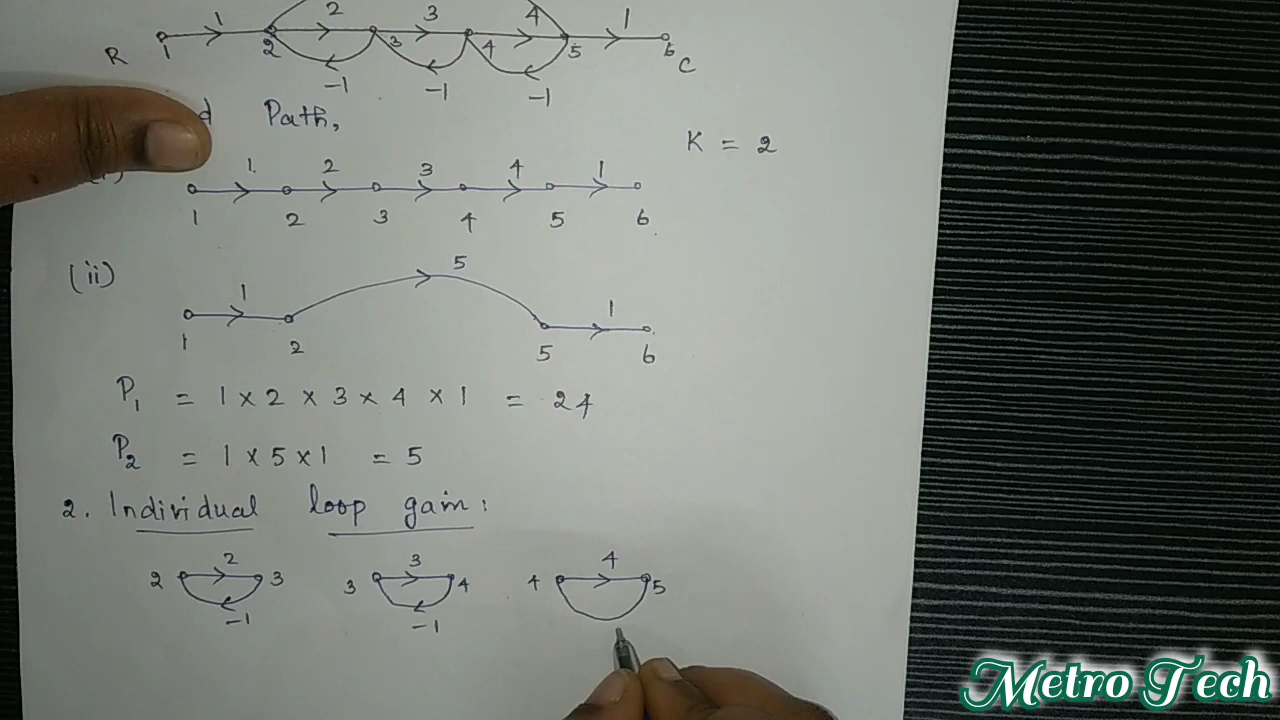 1 2 3 4 1
R 1 2 3 4 5 6 C
-1 -1 -1
d Path,
K = 2
1 2 3 4 1
1 2 3 4 5 6
(ii)
1 5 1
1 2 5 6
P1 = 1 × 2 × 3 × 4 × 1 = 24
P2 = 1 × 5 × 1 = 5
2. Individual loop gain:
2 3 4
2 3 3 4 4 5
-1 -1
Metro Tech